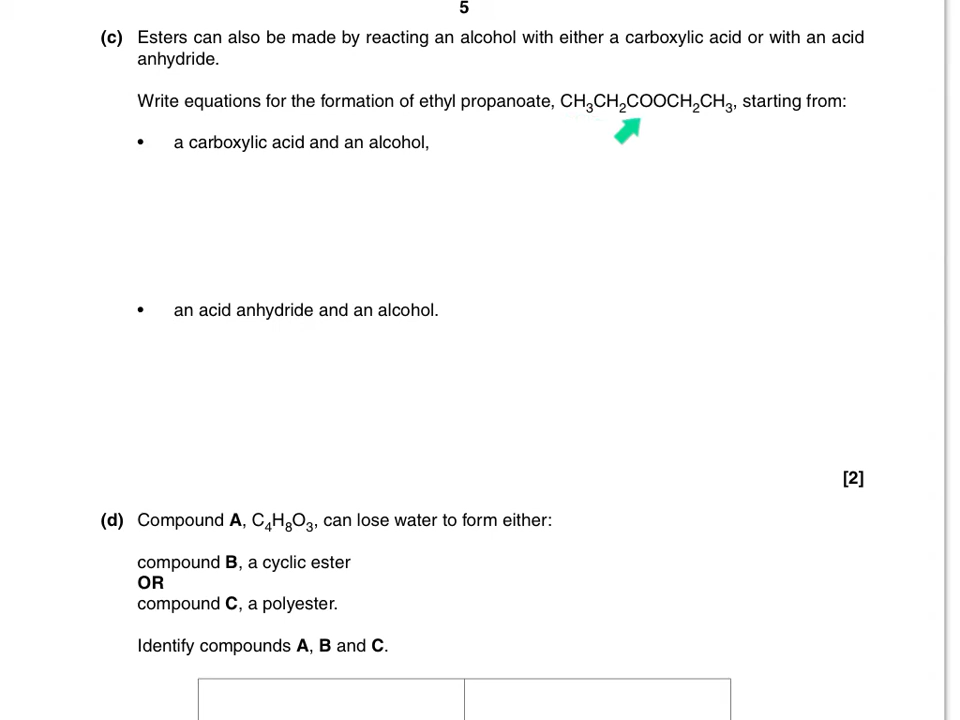 5
(c) Esters can also be made by reacting an alcohol with either a carboxylic acid or with an acid
anhydride.
Write equations for the formation of ethyl propanoate, CH₃CH₂COOCH₂CH₃, starting from:
• a carboxylic acid and an alcohol,
• an acid anhydride and an alcohol.
[2]
(d) Compound A, C₄H₈O₃, can lose water to form either:
compound B, a cyclic ester
OR
compound C, a polyester.
Identify compounds A, B and C.